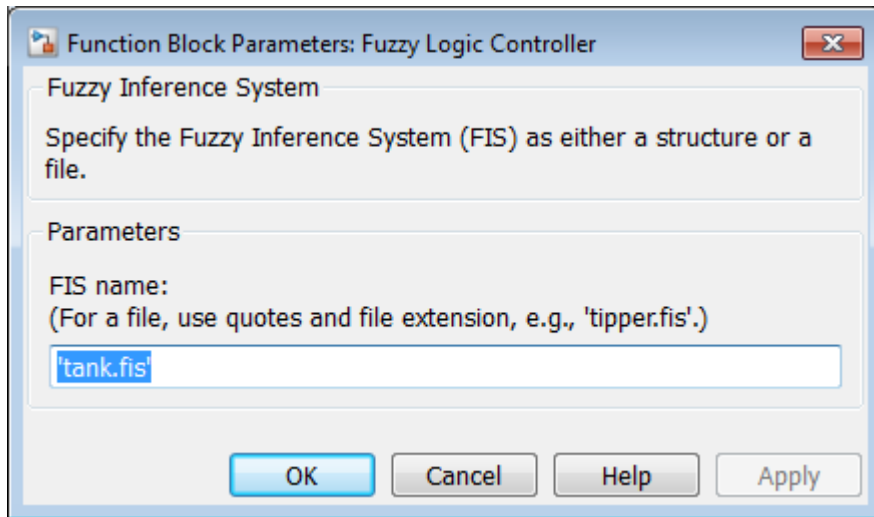 Function Block Parameters: Fuzzy Logic Controller
Fuzzy Inference System
Specify the Fuzzy Inference System (FIS) as either a structure or a
file.
Parameters
FIS name:
(For a file, use quotes and file extension, e.g., 'tipper.fis'.)
'tank.fis'
OK Cancel Help Apply